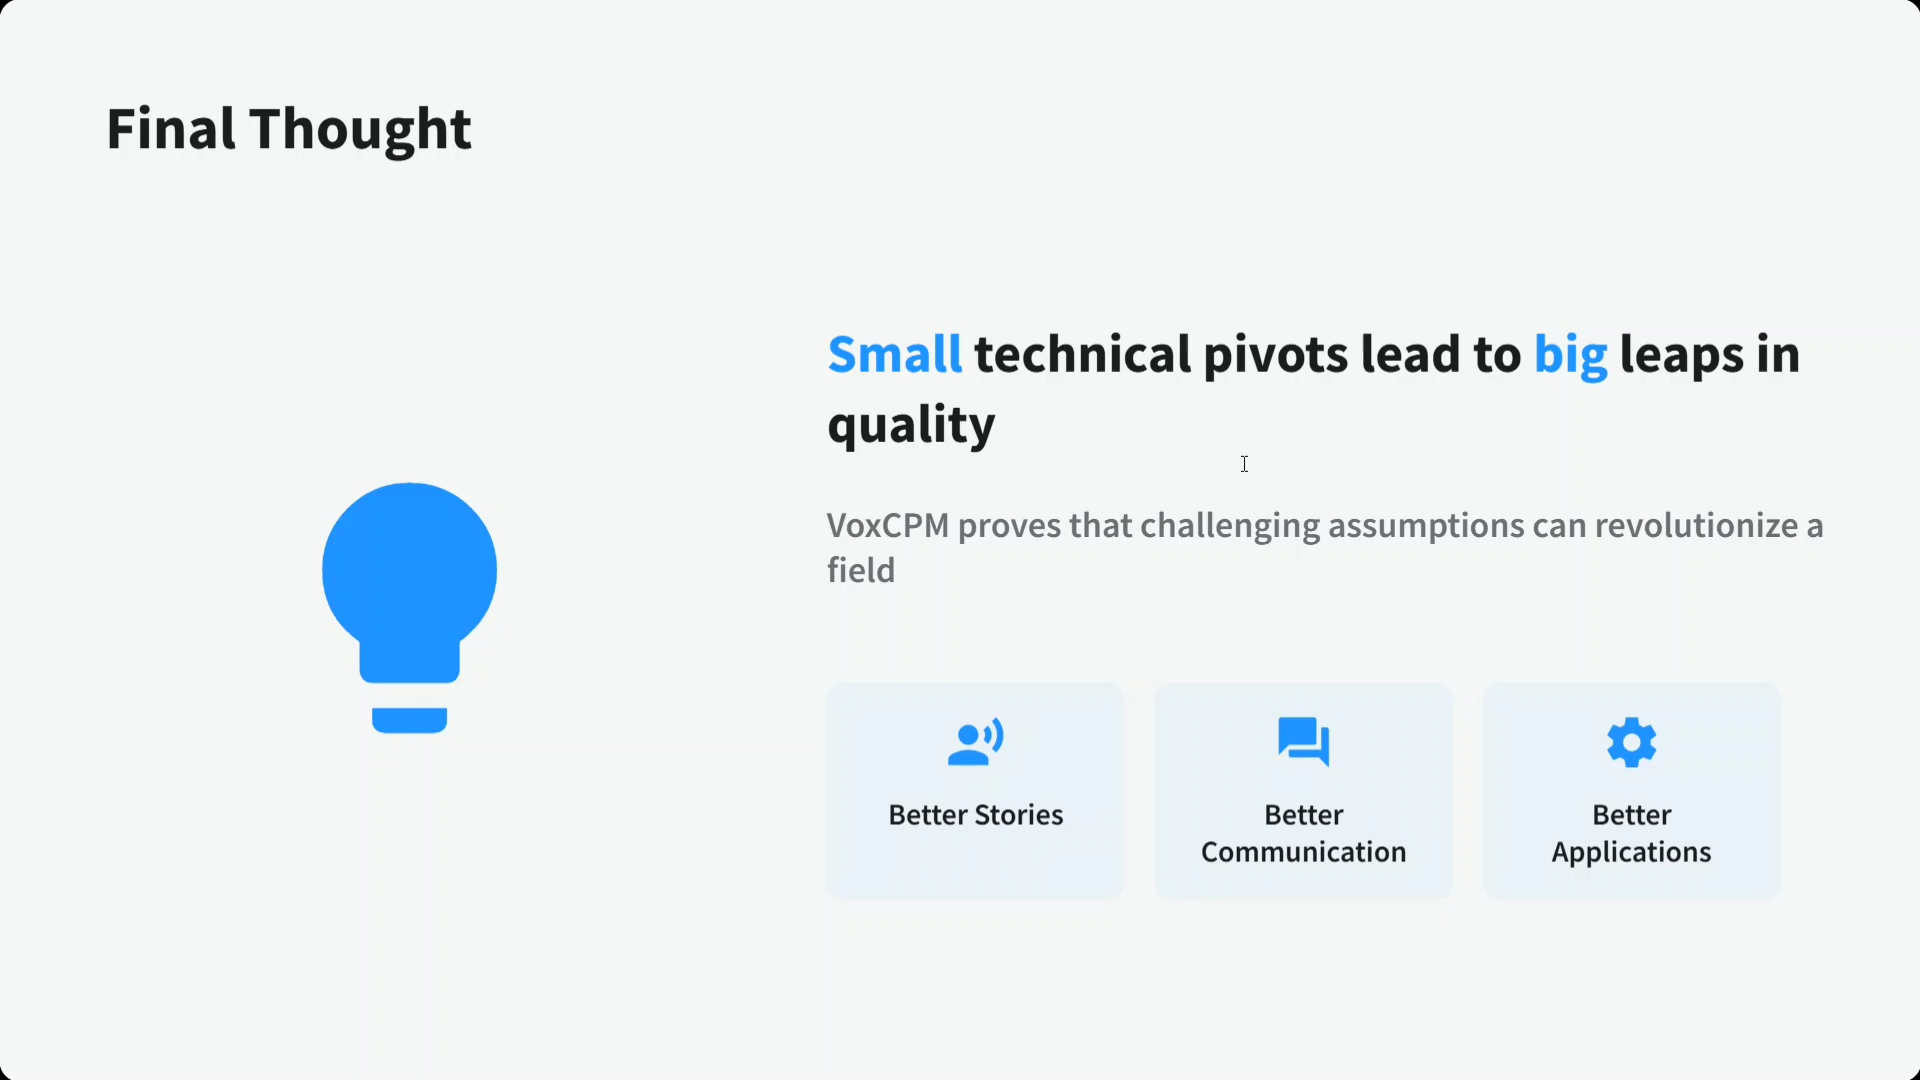 Final Thought
Small technical pivots lead to big leaps in
quality
VoxCPM proves that challenging assumptions can revolutionize a
field
Better Stories
Better
Communication
Better
Applications